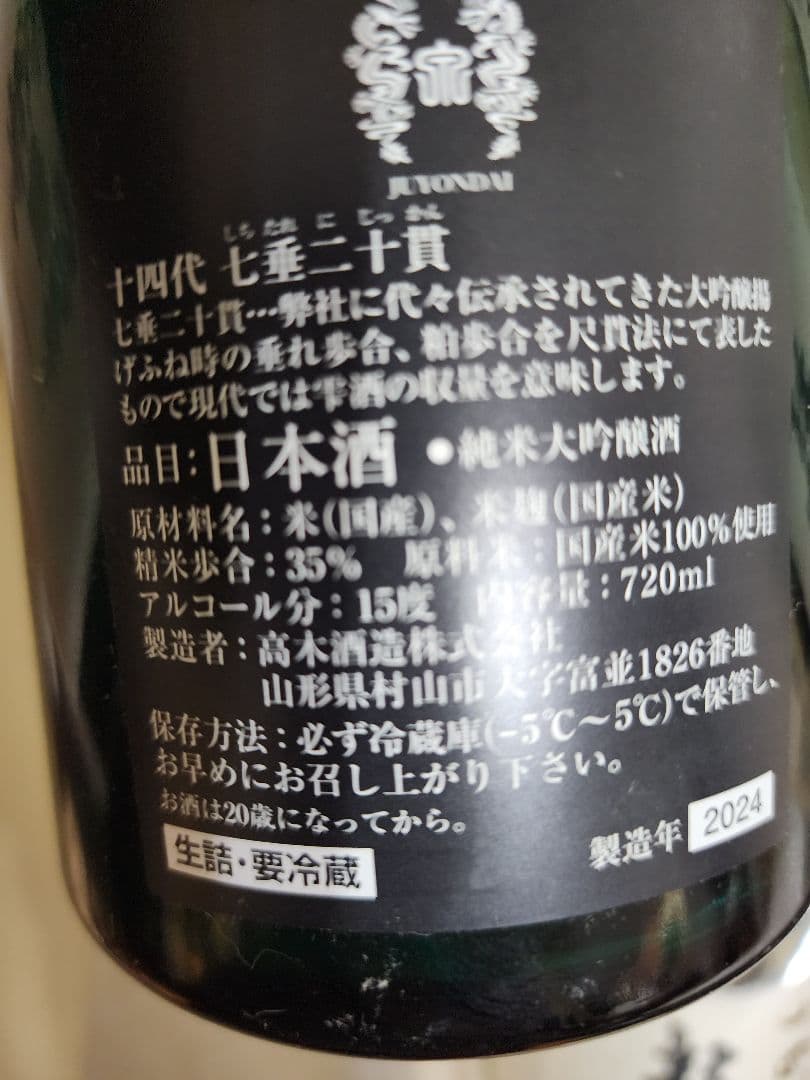 JUYONDAI
しち たれ に じっ かん
十四代 七垂二十貫
七垂二十貫…弊社に代々伝承されてきた大吟醸揚
げふね時の垂れ歩合、粕歩合を尺貫法にて表した
もので現代では雫酒の収量を意味します。
品目：日本酒 ●純米大吟醸酒
原材料名：米(国産)、米麹(国産米)
精米歩合：35% 原料米：国産米100%使用
アルコール分：15度 内容量：720ml
製造者：高木酒造株式会社
山形県村山市大字富並1826番地
保存方法：必ず冷蔵庫(-5℃～5℃)で保管し、
お早めにお召し上がり下さい。
お酒は20歳になってから。
生詰・要冷蔵
製造年 2024